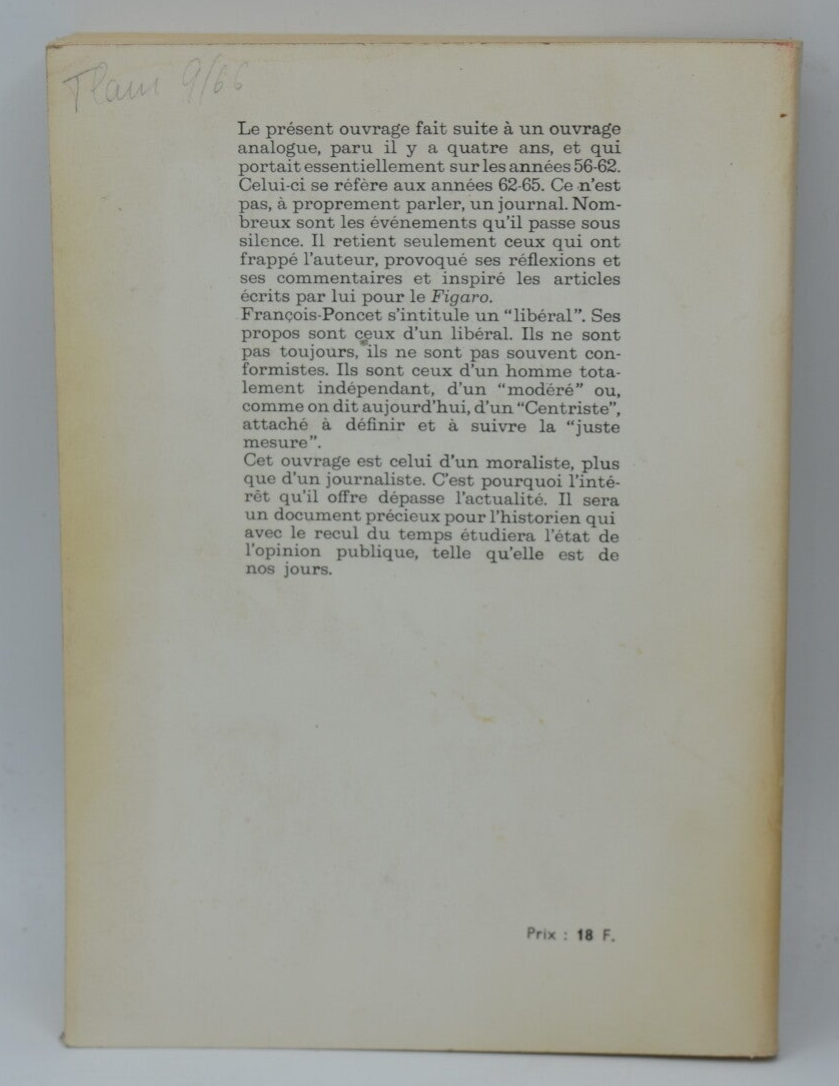 9/66
Le présent ouvrage fait suite à un ouvrage
analogue, paru il y a quatre ans, et qui
portait essentiellement sur les années 56-62.
Celui-ci se réfère aux années 62-65. Ce n'est
pas, à proprement parler, un journal. Nom-
breux sont les événements qu'il passe sous
silence. Il retient seulement ceux qui ont
frappé l'auteur, provoqué ses réflexions et
ses commentaires et inspiré les articles
écrits par lui pour le Figaro.
François-Poncet s'intitule un "libéral". Ses
propos sont ceux d'un libéral. Ils ne sont
pas toujours, ils ne sont pas souvent con-
formistes. Ils sont ceux d'un homme tota-
lement indépendant, d'un "modéré" ou,
comme on dit aujourd'hui, d'un "Centriste",
attaché à définir et à suivre la "juste
mesure".
Cet ouvrage est celui d'un moraliste, plus
que d'un journaliste. C'est pourquoi l'inté-
rêt qu'il offre dépasse l'actualité. Il sera
un document précieux pour l'historien qui
avec le recul du temps étudiera l'état de
l'opinion publique, telle qu'elle est de
nos jours.
Prix : 18 F.